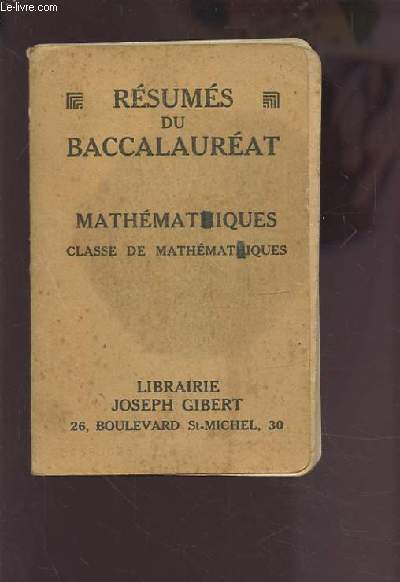 Le-livre.com
RÉSUMÉS
DU
BACCALAURÉAT
MATHÉMATIQUES
CLASSE DE MATHÉMATIQUES
LIBRAIRIE
JOSEPH GIBERT
26, BOULEVARD St-MICHEL, 30